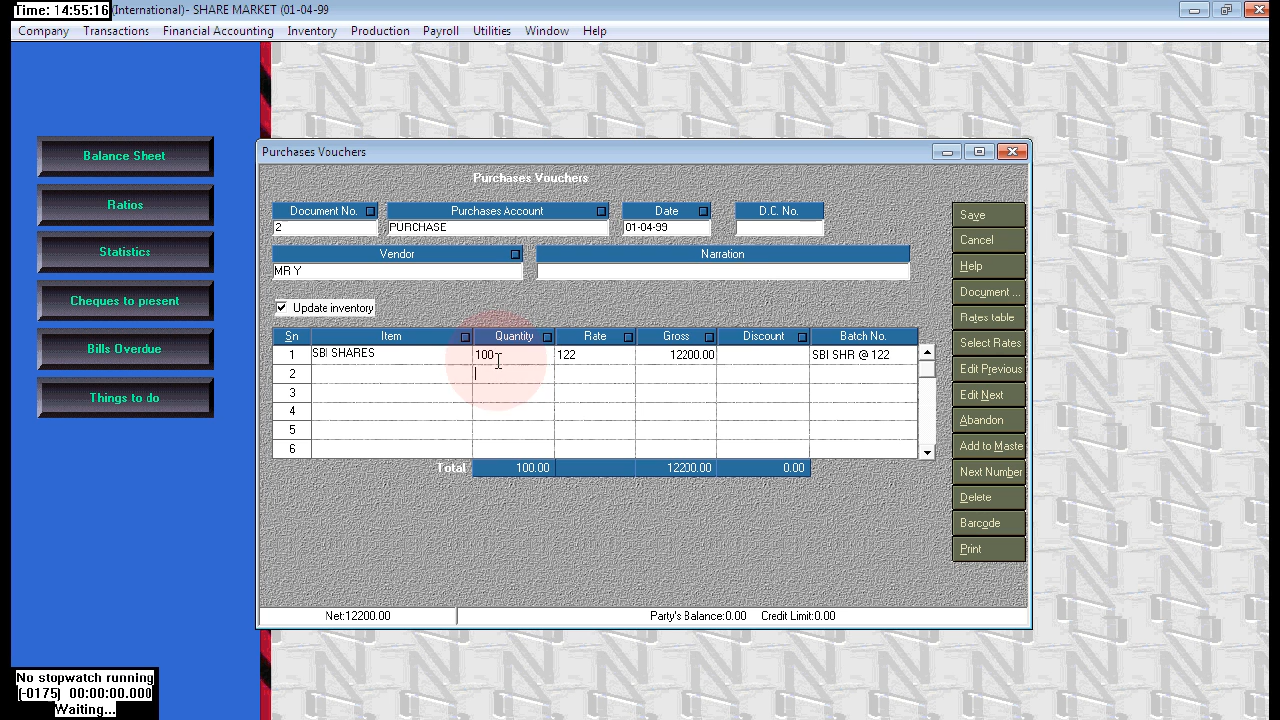 Time: 14:55:16 (International)- SHARE MARKET (01-04-99
Company Transactions Financial Accounting Inventory Production Payroll Utilities Window Help
Balance Sheet
Ratios
Statistics
Cheques to present
Bills Overdue
Things to do
Purchases Vouchers
Purchases Vouchers
Document No. Purchases Account Date D.C. No.
2 PURCHASE 01-04-99
Vendor Narration
MR Y
Update inventory
Sn Item Quantity Rate Gross Discount Batch No.
1 SBI SHARES 100 122 12200.00 SBI SHR @ 122
2
3
4
5
6
Total 100.00 12200.00 0.00
Net:12200.00 Party's Balance:0.00 Credit Limit:0.00
Save
Cancel
Help
Document ...
Rates table
Select Rates
Edit Previous
Edit Next
Abandon
Add to Maste
Next Number
Delete
Barcode
Print
No stopwatch running
[-0175] 00:00:00.000
Waiting...